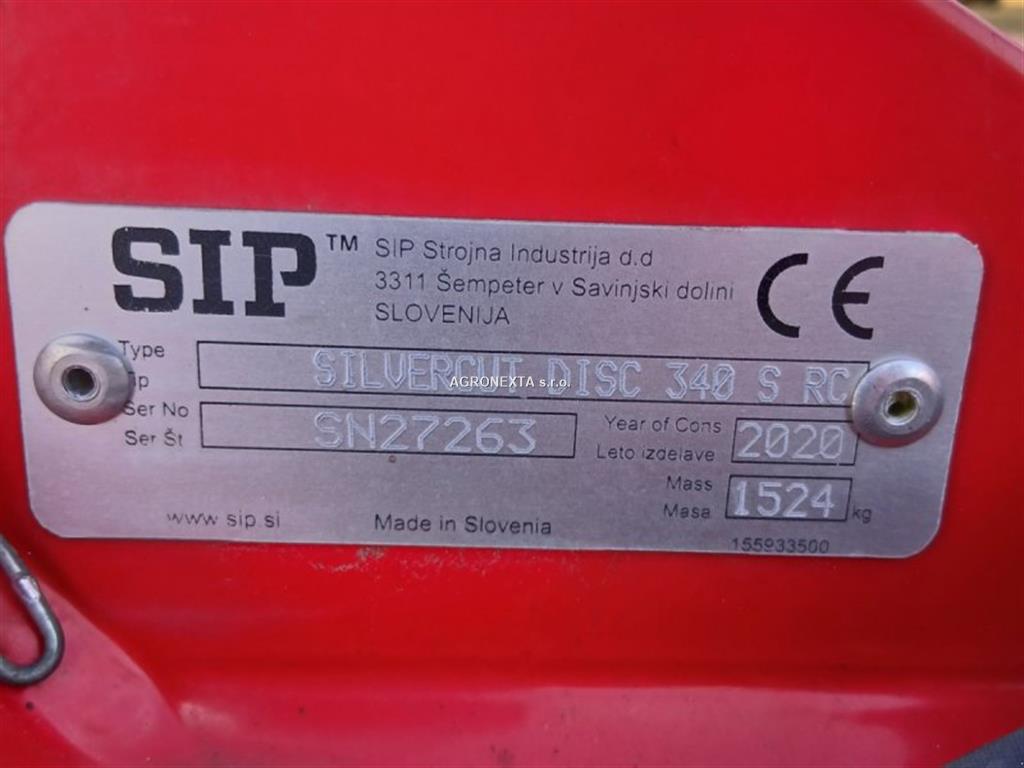 SIP™
SIP Strojna Industrija d.d
3311 Šempeter v Savinjski dolini
SLOVENIJA
CE
Type
SILVERCUT DISC 340 S RC
AGRONEXTA s.r.o.
Ser No
Ser Št
SN27263
Year of Cons
Leto izdelave
2020
Mass
Masa
1524 kg
www.sip.si
Made in Slovenia
155933500